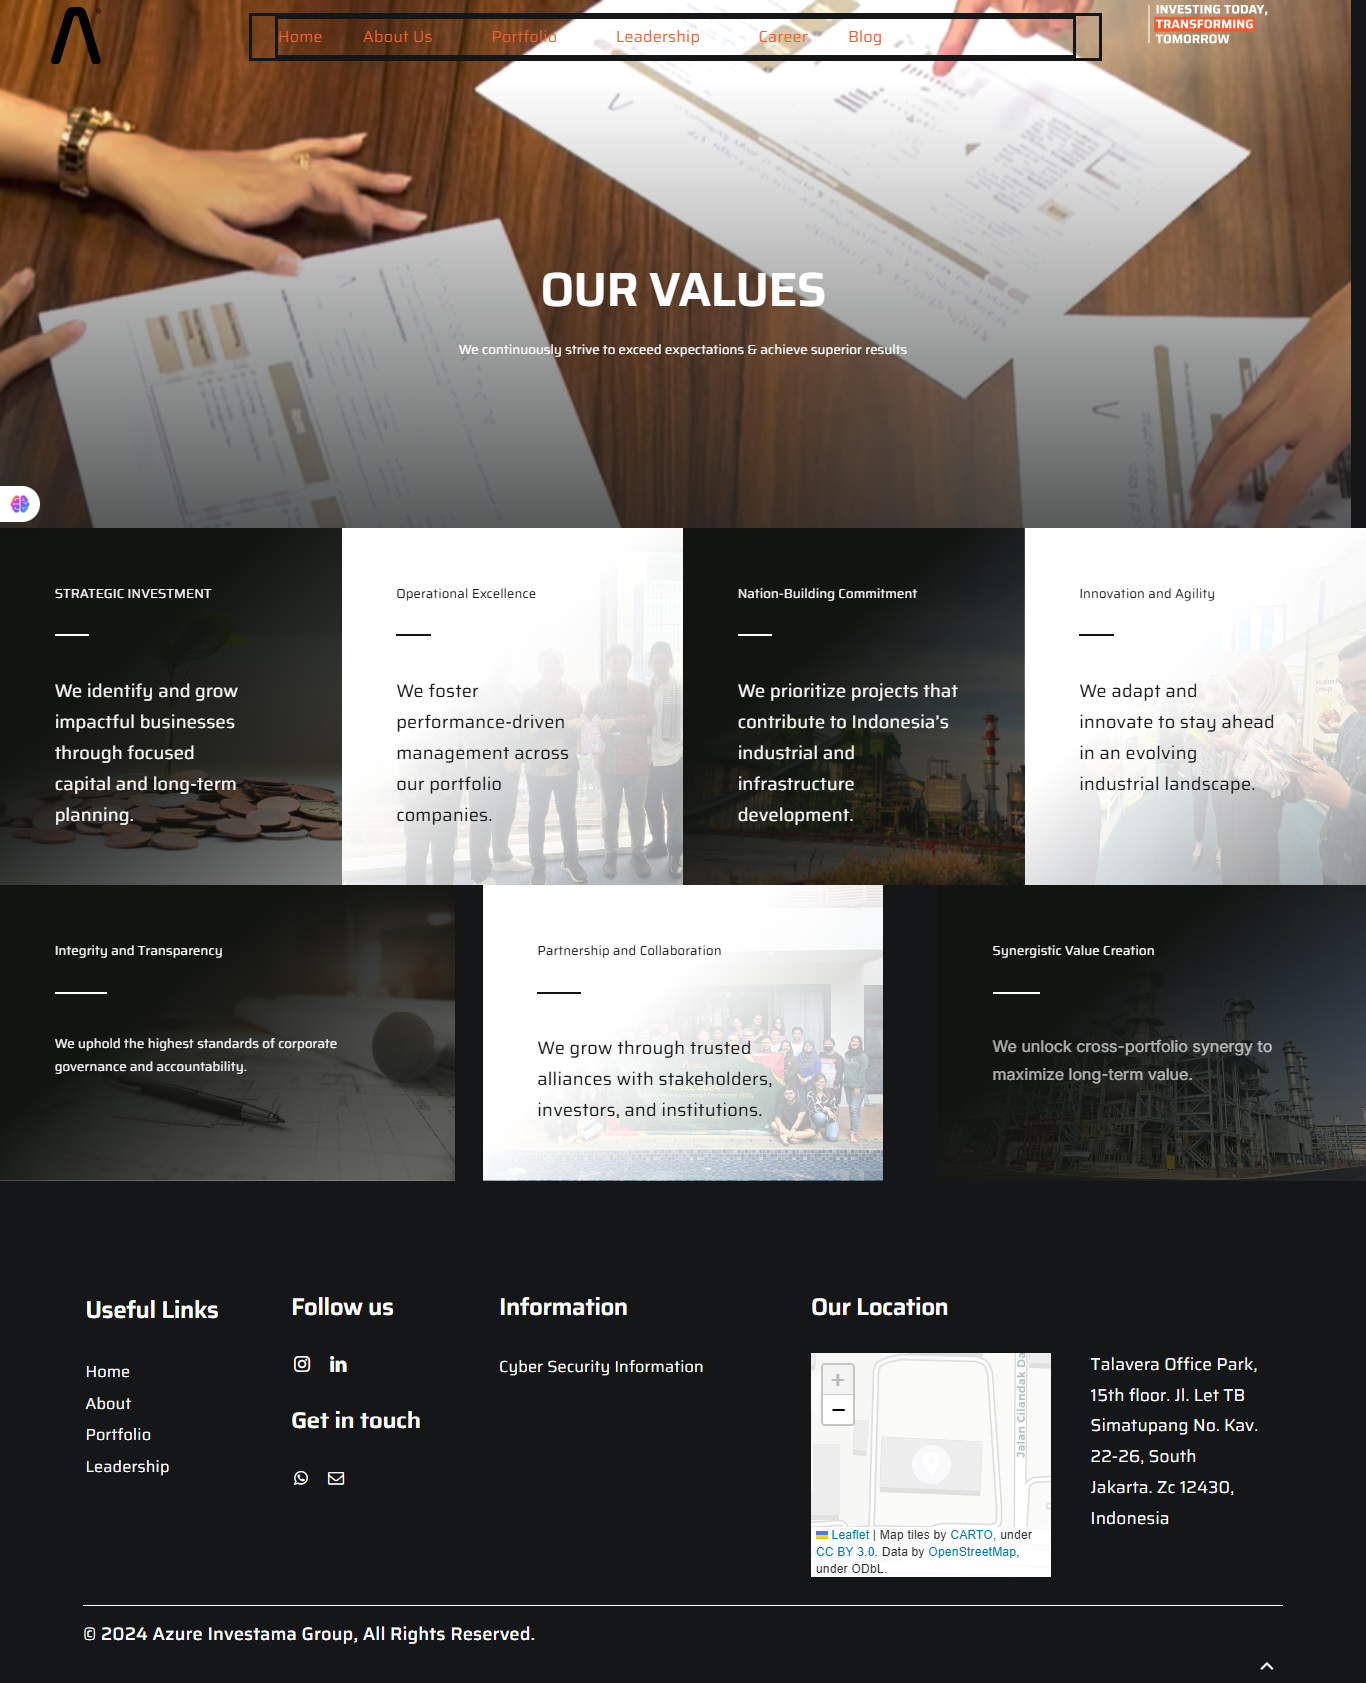 Home About Us Portfolio Leadership Career Blog
INVESTING TODAY,
TRANSFORMING
TOMORROW
OUR VALUES
We continuously strive to exceed expectations & achieve superior results
STRATEGIC INVESTMENT
We identify and grow
impactful businesses
through focused
capital and long-term
planning.
Operational Excellence
We foster
performance-driven
management across
our portfolio
companies.
Nation-Building Commitment
We prioritize projects that
contribute to Indonesia’s
industrial and
infrastructure
development.
Innovation and Agility
We adapt and
innovate to stay ahead
in an evolving
industrial landscape.
Integrity and Transparency
We uphold the highest standards of corporate
governance and accountability.
Partnership and Collaboration
We grow through trusted
alliances with stakeholders,
investors, and institutions.
Synergistic Value Creation
We unlock cross-portfolio synergy to
maximize long-term value.
Useful Links
Home
About
Portfolio
Leadership
Follow us
Get in touch
Information
Cyber Security Information
Our Location
+
−
Jalan Cilandak Da
Leaflet | Map tiles by CARTO, under
CC BY 3.0. Data by OpenStreetMap,
under ODbL.
Talavera Office Park,
15th floor. Jl. Let TB
Simatupang No. Kav.
22-26, South
Jakarta. Zc 12430,
Indonesia
© 2024 Azure Investama Group, All Rights Reserved.